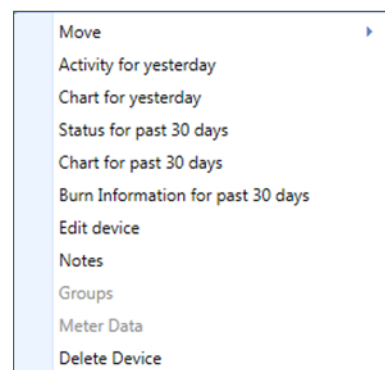 Move
Activity for yesterday
Chart for yesterday
Status for past 30 days
Chart for past 30 days
Burn Information for past 30 days
Edit device
Notes
Groups
Meter Data
Delete Device